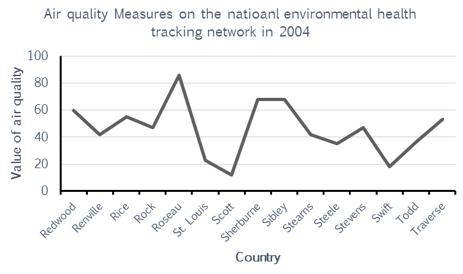 Air quality Measures on the natioanl environmental health
tracking network in 2004
Value of air quality
100
80
60
40
20
0
Redwood
Renville
Rice
Rock
Roseau
St. Louis
Scott
Sherburne
Sibley
Stearns
Steele
Stevens
Swift
Todd
Traverse
Country